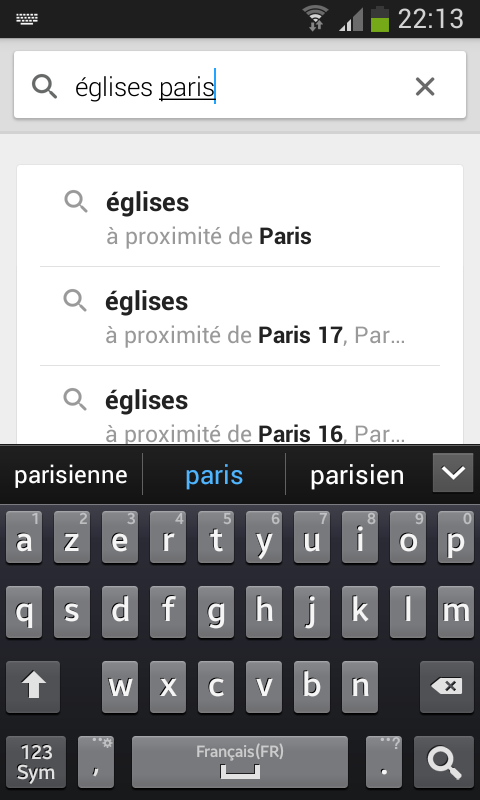 22:13
églises paris
églises
à proximité de Paris
églises
à proximité de Paris 17, Par...
églises
à proximité de Paris 16, Par...
parisienne paris parisien
1 2 3 4 5 6 7 8 9 0
a z e r t y u i o p
q s d f g h j k l m
w x c v b n
123 Sym , Français(FR) . ?